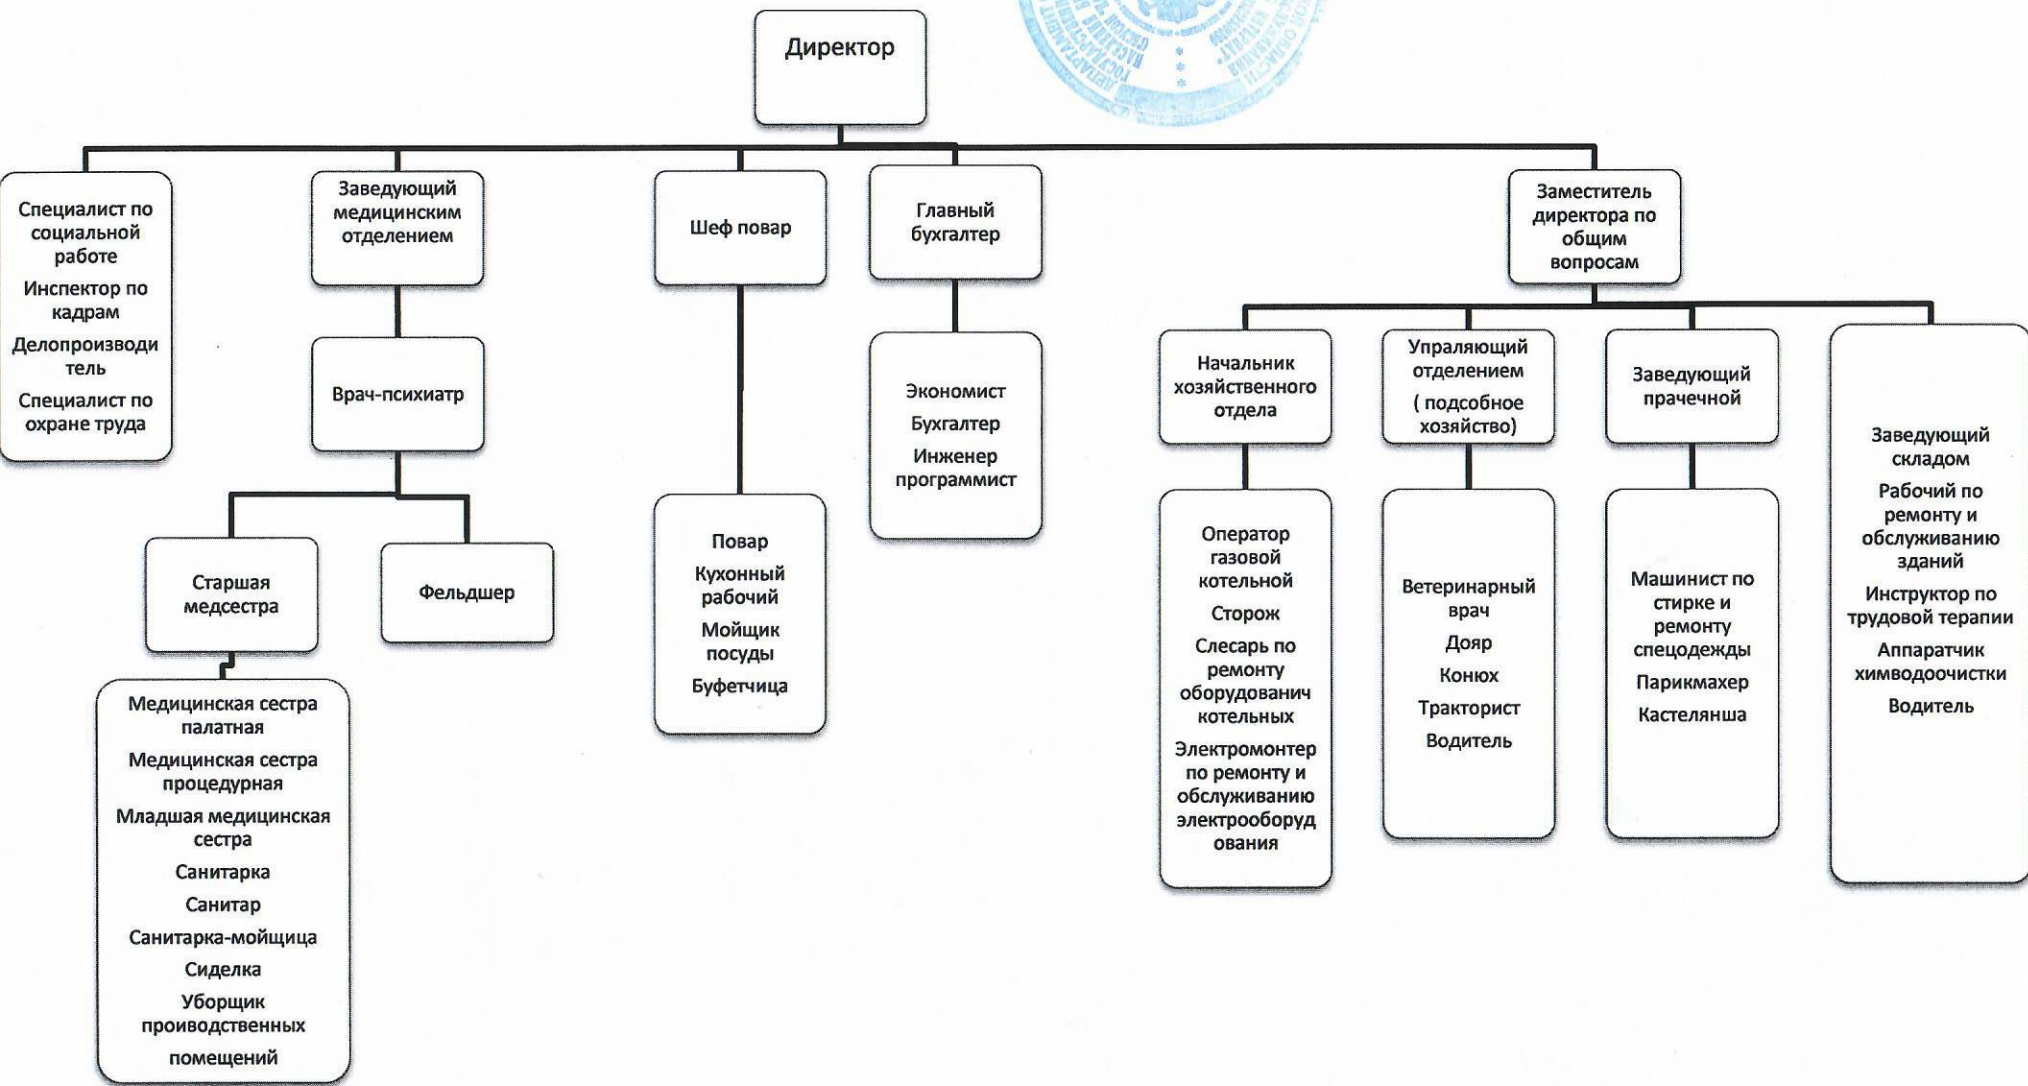 Директор
Специалист по
социальной
работе
Инспектор по
кадрам
Делопроизводи
тель
Специалист по
охране труда
Заведующий
медицинским
отделением
Врач-психиатр
Старшая
медсестра
Фельдшер
Медицинская сестра
палатная
Медицинская сестра
процедурная
Младшая медицинская
сестра
Санитарка
Санитар
Санитарка-мойщица
Сиделка
Уборщик
проиводственных
помещений
Шеф повар
Повар
Кухонный
рабочий
Мойщик
посуды
Буфетчица
Главный
бухгалтер
Экономист
Бухгалтер
Инженер
программист
Заместитель
директора по
общим
вопросам
Начальник
хозяйственного
отдела
Оператор
газовой
котельной
Сторож
Слесарь по
ремонту
оборудованич
котельных
Электромонтер
по ремонту и
обслуживанию
электрооборуд
ования
Упраляющий
отделением
( подсобное
хозяйство)
Ветеринарный
врач
Дояр
Конюх
Тракторист
Водитель
Заведующий
прачечной
Машинист по
стирке и
ремонту
спецодежды
Парикмахер
Кастелянша
Заведующий
складом
Рабочий по
ремонту и
обслуживанию
зданий
Инструктор по
трудовой терапии
Аппаратчик
химводоочистки
Водитель